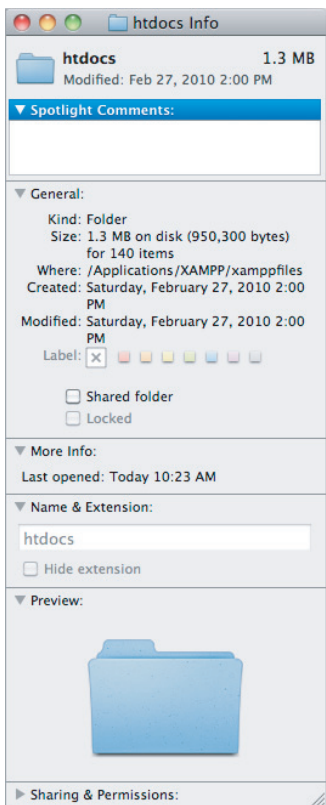 htdocs Info
htdocs 1.3 MB
Modified: Feb 27, 2010 2:00 PM
Spotlight Comments:
General:
Kind: Folder
Size: 1.3 MB on disk (950,300 bytes)
for 140 items
Where: /Applications/XAMPP/xamppfiles
Created: Saturday, February 27, 2010 2:00
PM
Modified: Saturday, February 27, 2010 2:00
PM
Label:
Shared folder
Locked
More Info:
Last opened: Today 10:23 AM
Name & Extension:
htdocs
Hide extension
Preview:
Sharing & Permissions: